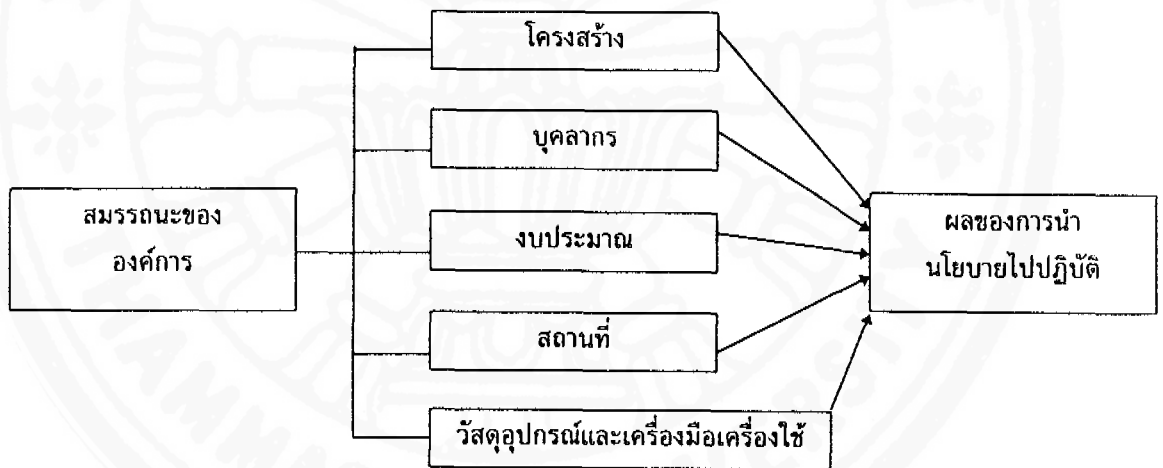 โครงสร้าง
บุคลากร
สมรรถนะของ
องค์การ
งบประมาณ
ผลของการนำ
นโยบายไปปฏิบัติ
สถานที่
วัสดุอุปกรณ์และเครื่องมือเครื่องใช้